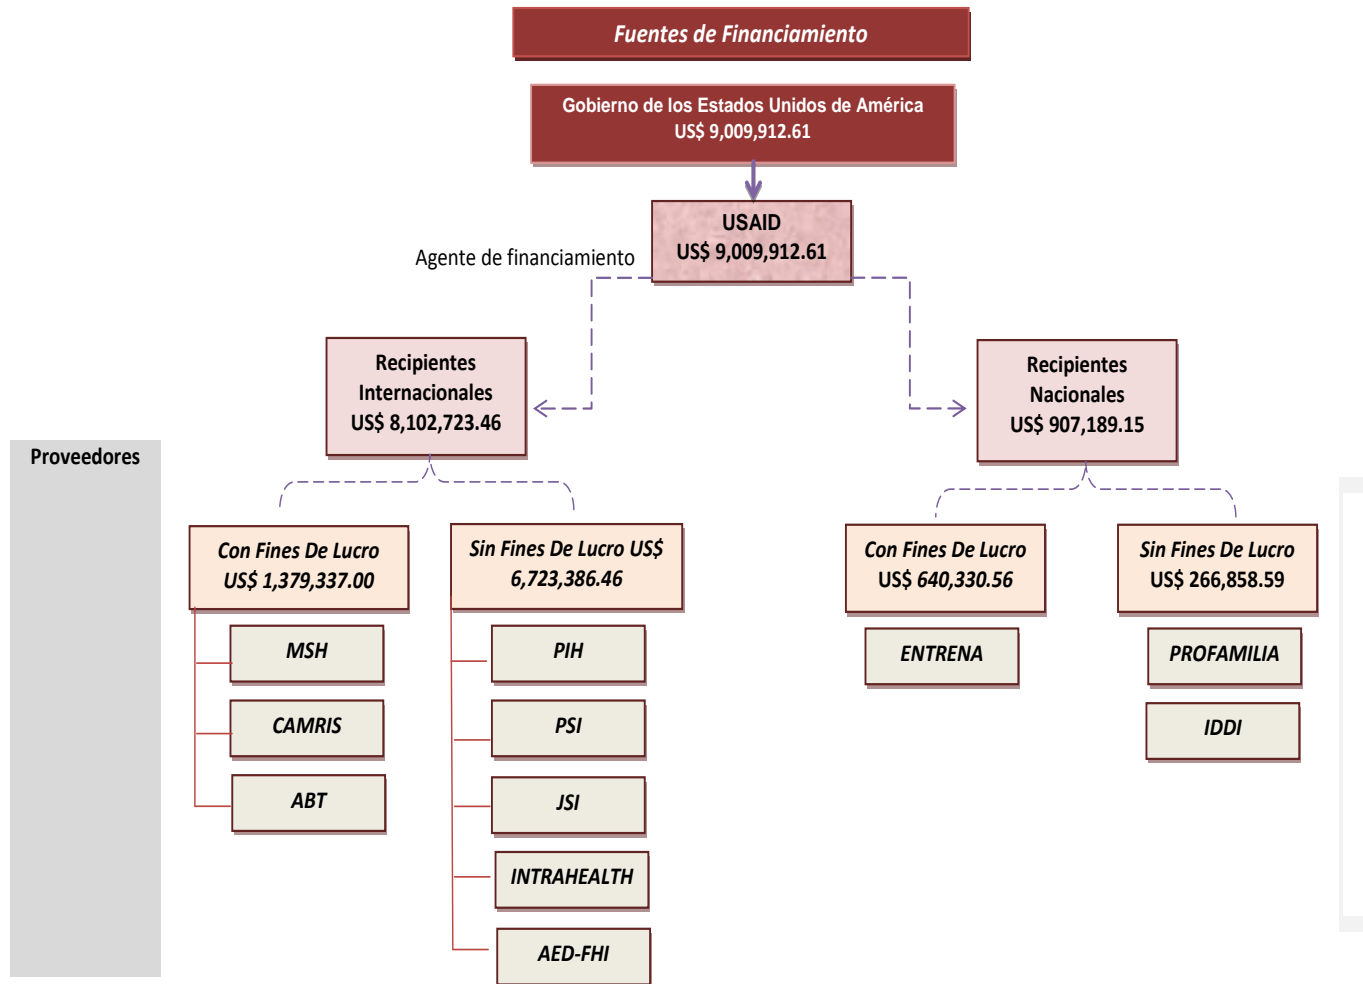 Fuentes de Financiamiento
Gobierno de los Estados Unidos de América
US$ 9,009,912.61
USAID
US$ 9,009,912.61
Agente de financiamiento
Recipientes
Internacionales
US$ 8,102,723.46
Recipientes
Nacionales
US$ 907,189.15
Proveedores
Con Fines De Lucro
US$ 1,379,337.00
Sin Fines De Lucro US$
6,723,386.46
Con Fines De Lucro
US$ 640,330.56
Sin Fines De Lucro
US$ 266,858.59
MSH
CAMRIS
ABT
PIH
PSI
JSI
INTRAHEALTH
AED-FHI
ENTRENA
PROFAMILIA
IDDI